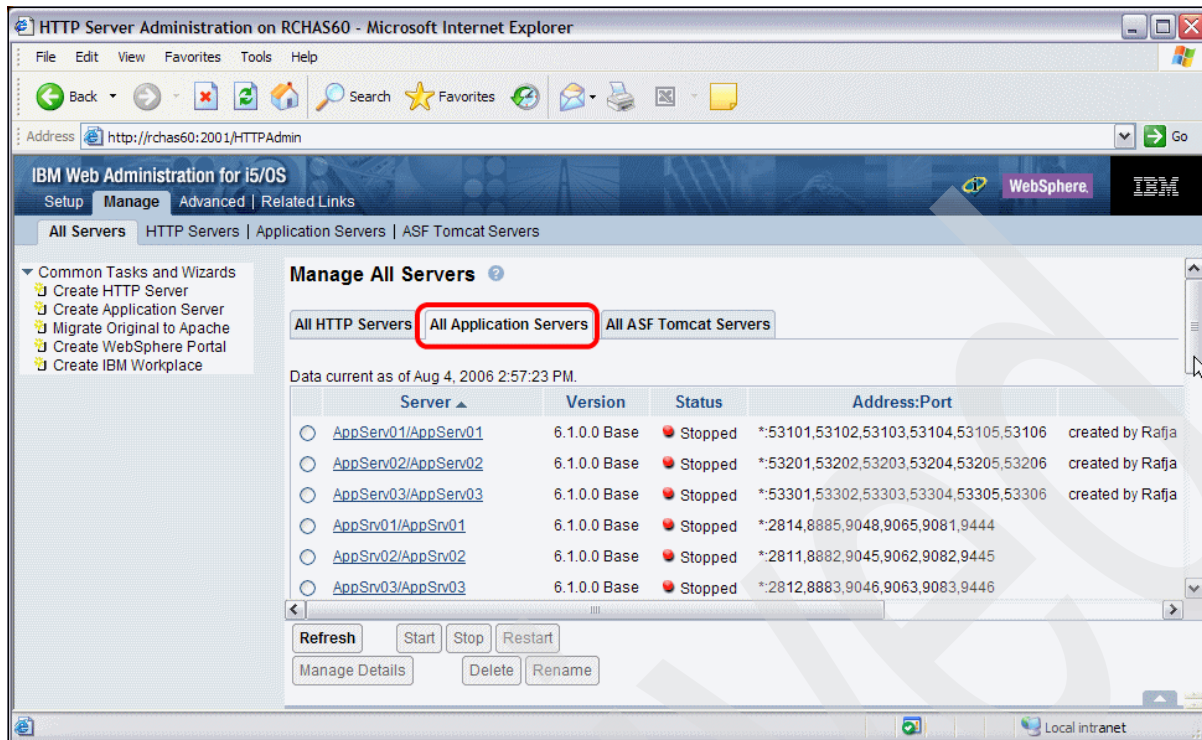 HTTP Server Administration on RCHAS60 - Microsoft Internet Explorer
File Edit View Favorites Tools Help
Back Search Favorites
Address http://rchas60:2001/HTTPAdmin Go
IBM Web Administration for i5/OS
WebSphere. IBM
Setup Manage Advanced | Related Links
All Servers HTTP Servers | Application Servers | ASF Tomcat Servers
Common Tasks and Wizards
Create HTTP Server
Create Application Server
Migrate Original to Apache
Create WebSphere Portal
Create IBM Workplace
Manage All Servers ?
All HTTP Servers All Application Servers All ASF Tomcat Servers
Data current as of Aug 4, 2006 2:57:23 PM.
Server Version Status Address:Port
AppServ01/AppServ01 6.1.0.0 Base Stopped *:53101,53102,53103,53104,53105,53106 created by Rafja
AppServ02/AppServ02 6.1.0.0 Base Stopped *:53201,53202,53203,53204,53205,53206 created by Rafja
AppServ03/AppServ03 6.1.0.0 Base Stopped *:53301,53302,53303,53304,53305,53306 created by Rafja
AppSrv01/AppSrv01 6.1.0.0 Base Stopped *:2814,8885,9048,9065,9081,9444
AppSrv02/AppSrv02 6.1.0.0 Base Stopped *:2811,8882,9045,9062,9082,9445
AppSrv03/AppSrv03 6.1.0.0 Base Stopped *:2812,8883,9046,9063,9083,9446
Refresh Start Stop Restart
Manage Details Delete Rename
Local intranet